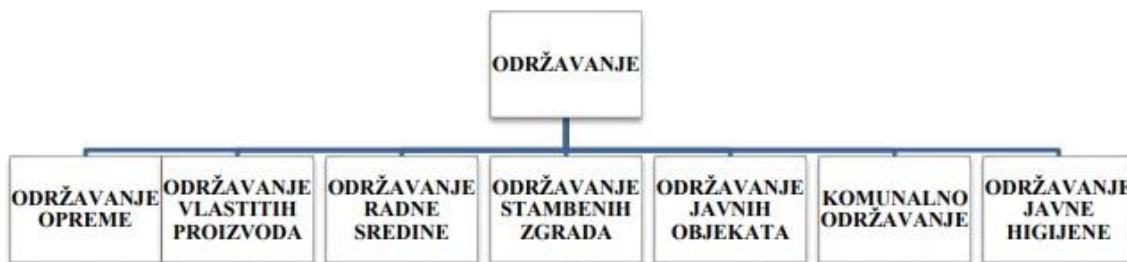 ODRŽAVANJE
ODRŽAVANJE
OPREME
ODRŽAVANJE
VLASTITIH
PROIZVODA
ODRŽAVANJE
RADNE
SREDINE
ODRŽAVANJE
STAMBENIH
ZGRADA
ODRŽAVANJE
JAVNIH
OBJEKATA
KOMUNALNO
ODRŽAVANJE
ODRŽAVANJE
JAVNE
HIGIJENE